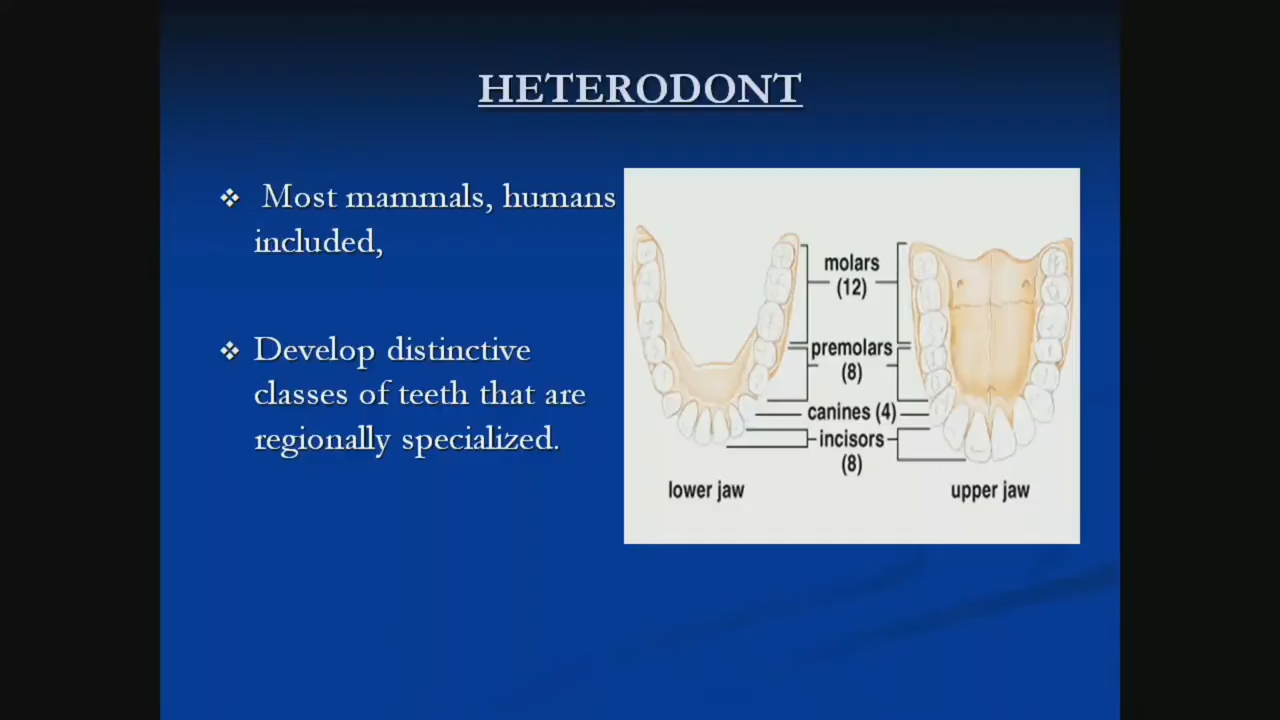 HETERODONT
Most mammals, humans
included,
Develop distinctive
classes of teeth that are
regionally specialized.
molars
(12)
premolars
(8)
canines (4)
incisors
(8)
lower jaw
upper jaw